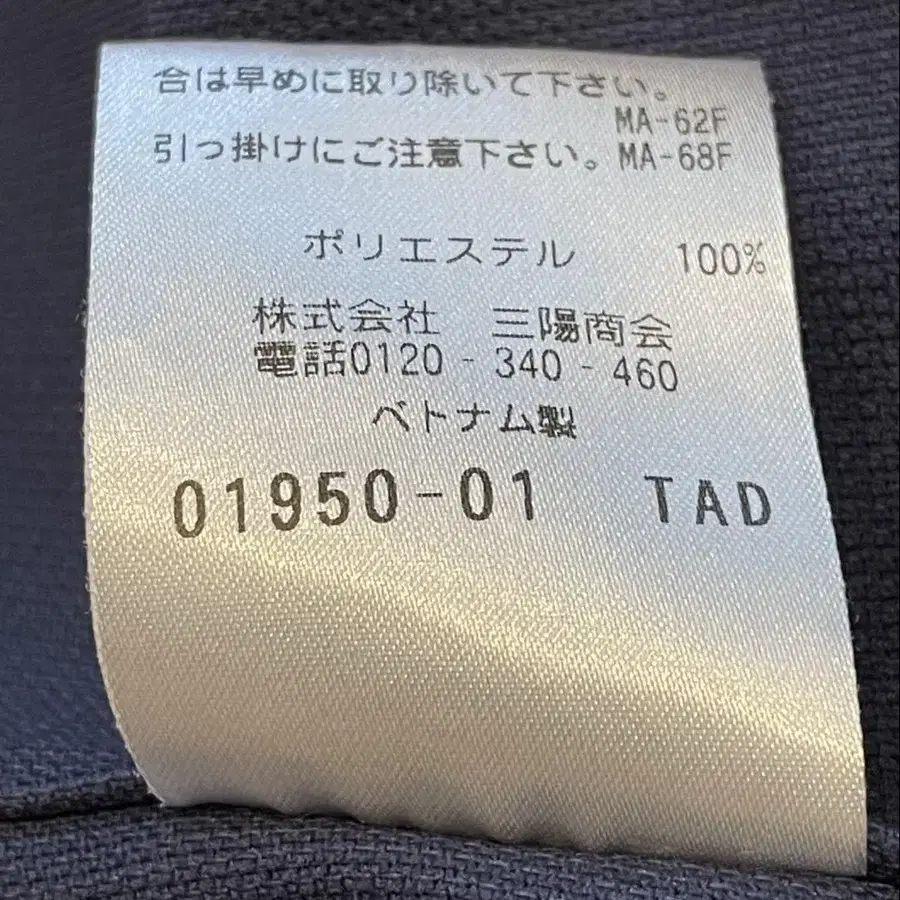 合は早めに取り除いて下さい。
MA-62F
引っ掛けにご注意下さい。MA-68F
ポリエステル 100%
株式会社 三陽商会
電話0120-340-460
ベトナム製
01950-01 TAD